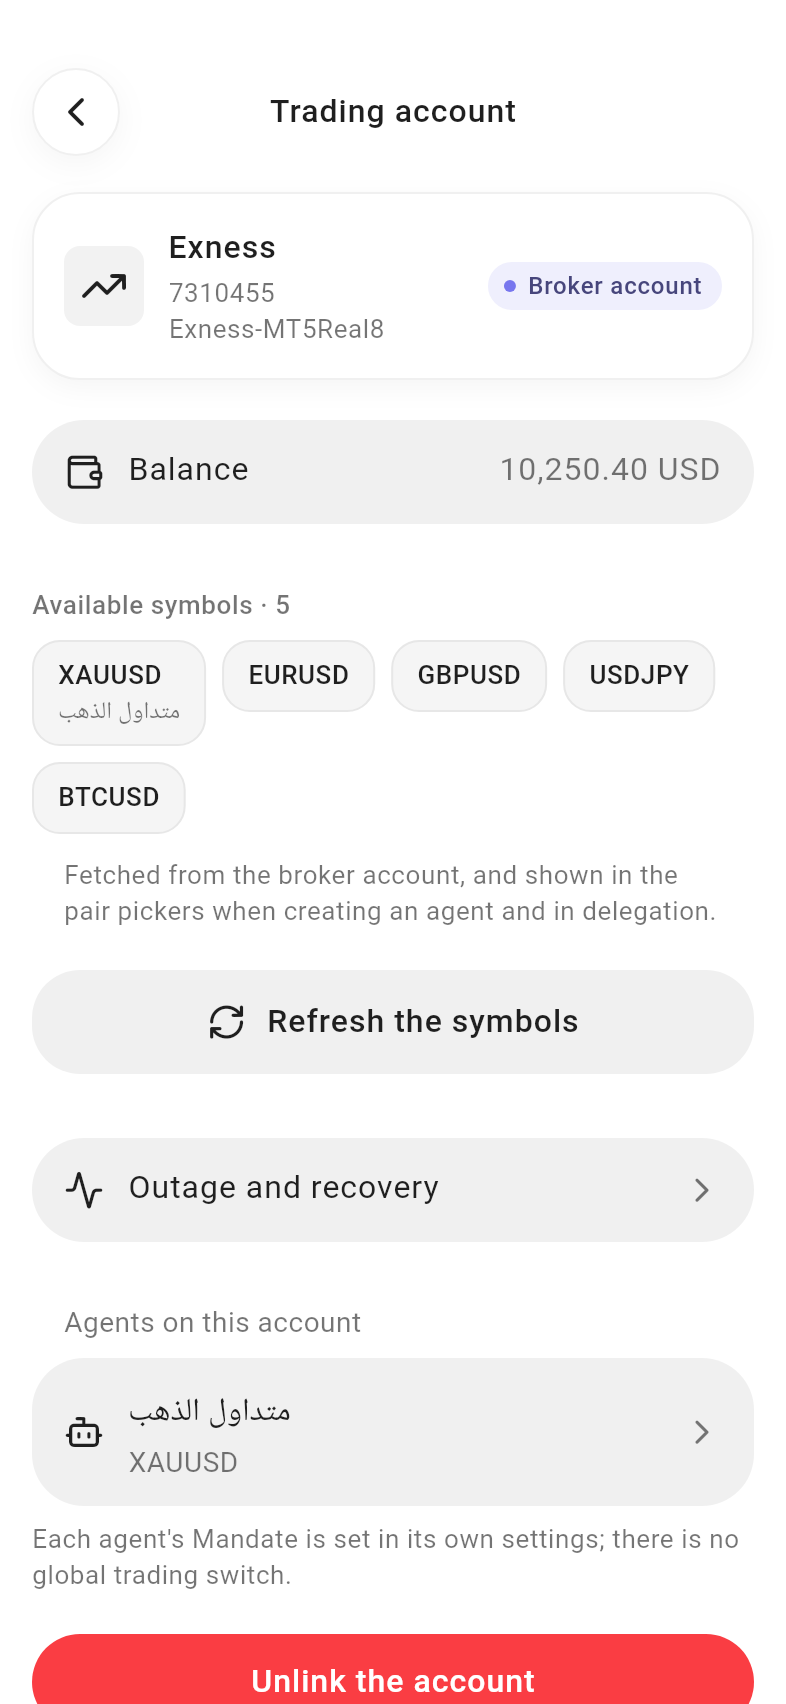 Trading account
Exness
7310455
Exness-MT5Real8
Broker account
Balance
10,250.40 USD
Available symbols · 5
XAUUSD
متداول الذهب
EURUSD
GBPUSD
USDJPY
BTCUSD
Fetched from the broker account, and shown in the
pair pickers when creating an agent and in delegation.
Refresh the symbols
Outage and recovery
Agents on this account
متداول الذهب
XAUUSD
Each agent's Mandate is set in its own settings; there is no
global trading switch.
Unlink the account